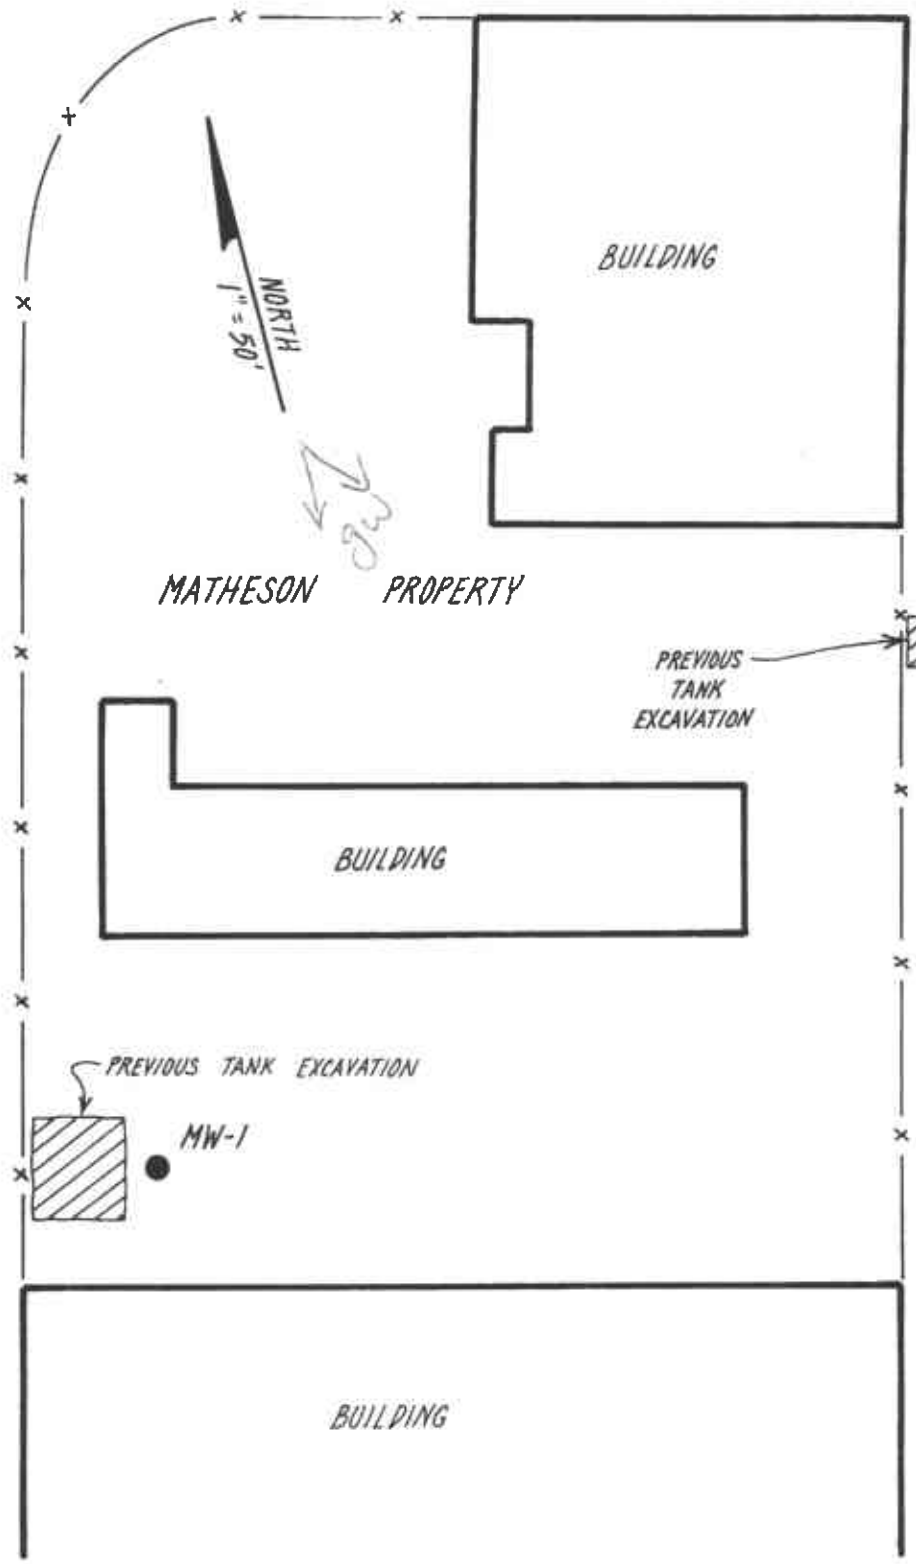 BUILDING
NORTH
1" = 50'
GW
MATHESON PROPERTY
PREVIOUS
TANK
EXCAVATION
BUILDING
PREVIOUS TANK EXCAVATION
MW-1
BUILDING